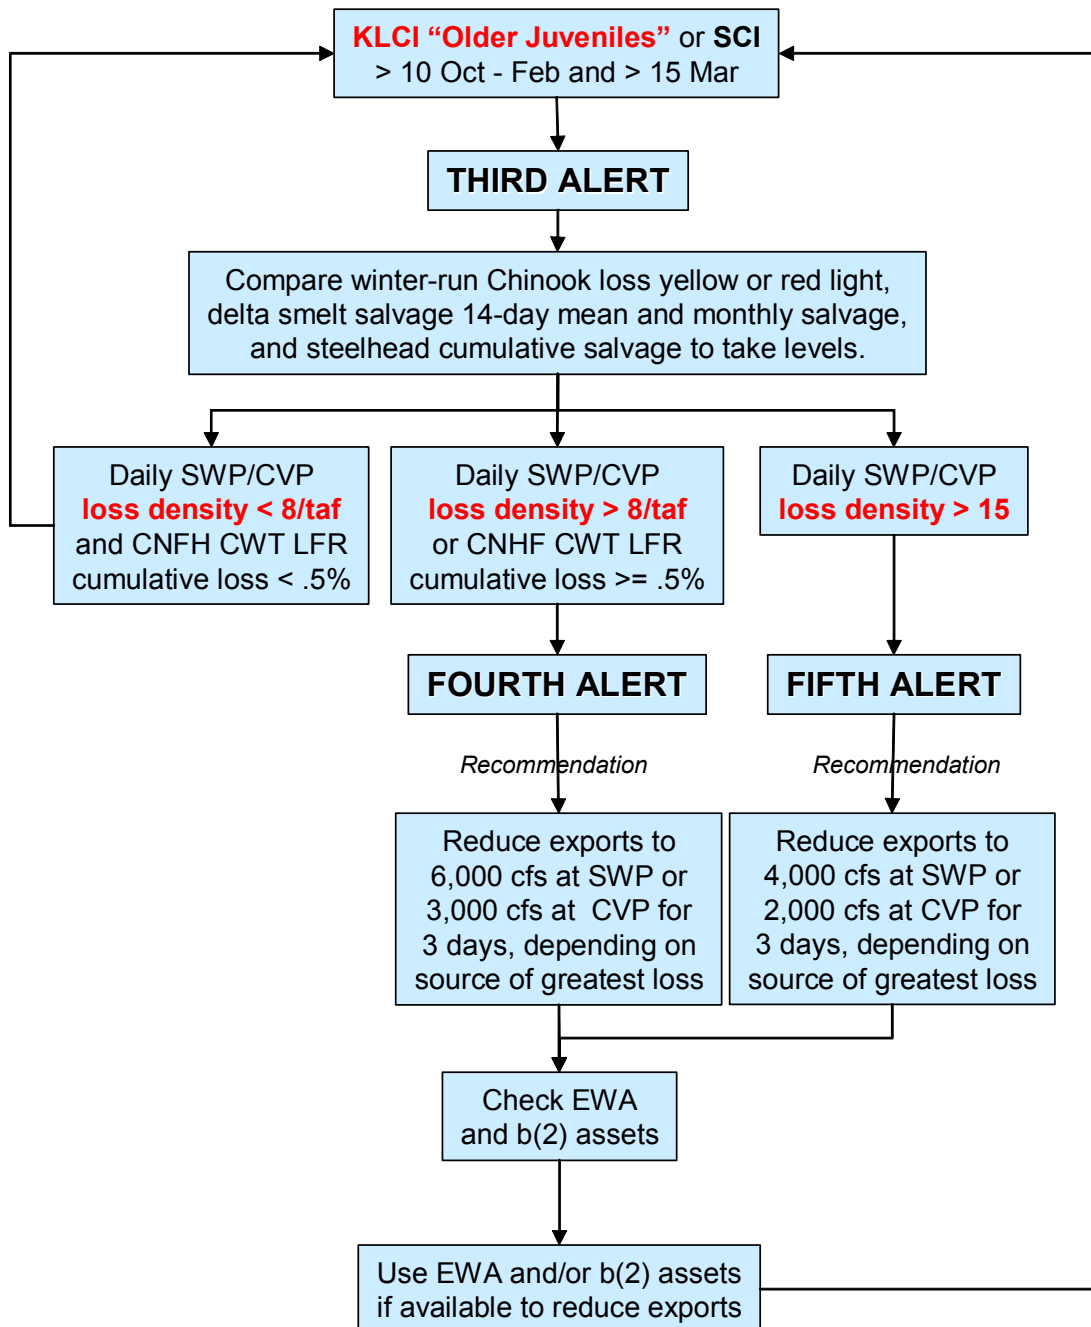 KLCI “Older Juveniles” or SCI
> 10 Oct - Feb and > 15 Mar
THIRD ALERT
Compare winter-run Chinook loss yellow or red light,
delta smelt salvage 14-day mean and monthly salvage,
and steelhead cumulative salvage to take levels.
Daily SWP/CVP
loss density < 8/taf
and CNFH CWT LFR
cumulative loss < .5%
Daily SWP/CVP
loss density > 8/taf
or CNHF CWT LFR
cumulative loss >= .5%
Daily SWP/CVP
loss density > 15
FOURTH ALERT
FIFTH ALERT
Recommendation
Recommendation
Reduce exports to
6,000 cfs at SWP or
3,000 cfs at CVP for
3 days, depending on
source of greatest loss
Reduce exports to
4,000 cfs at SWP or
2,000 cfs at CVP for
3 days, depending on
source of greatest loss
Check EWA
and b(2) assets
Use EWA and/or b(2) assets
if available to reduce exports